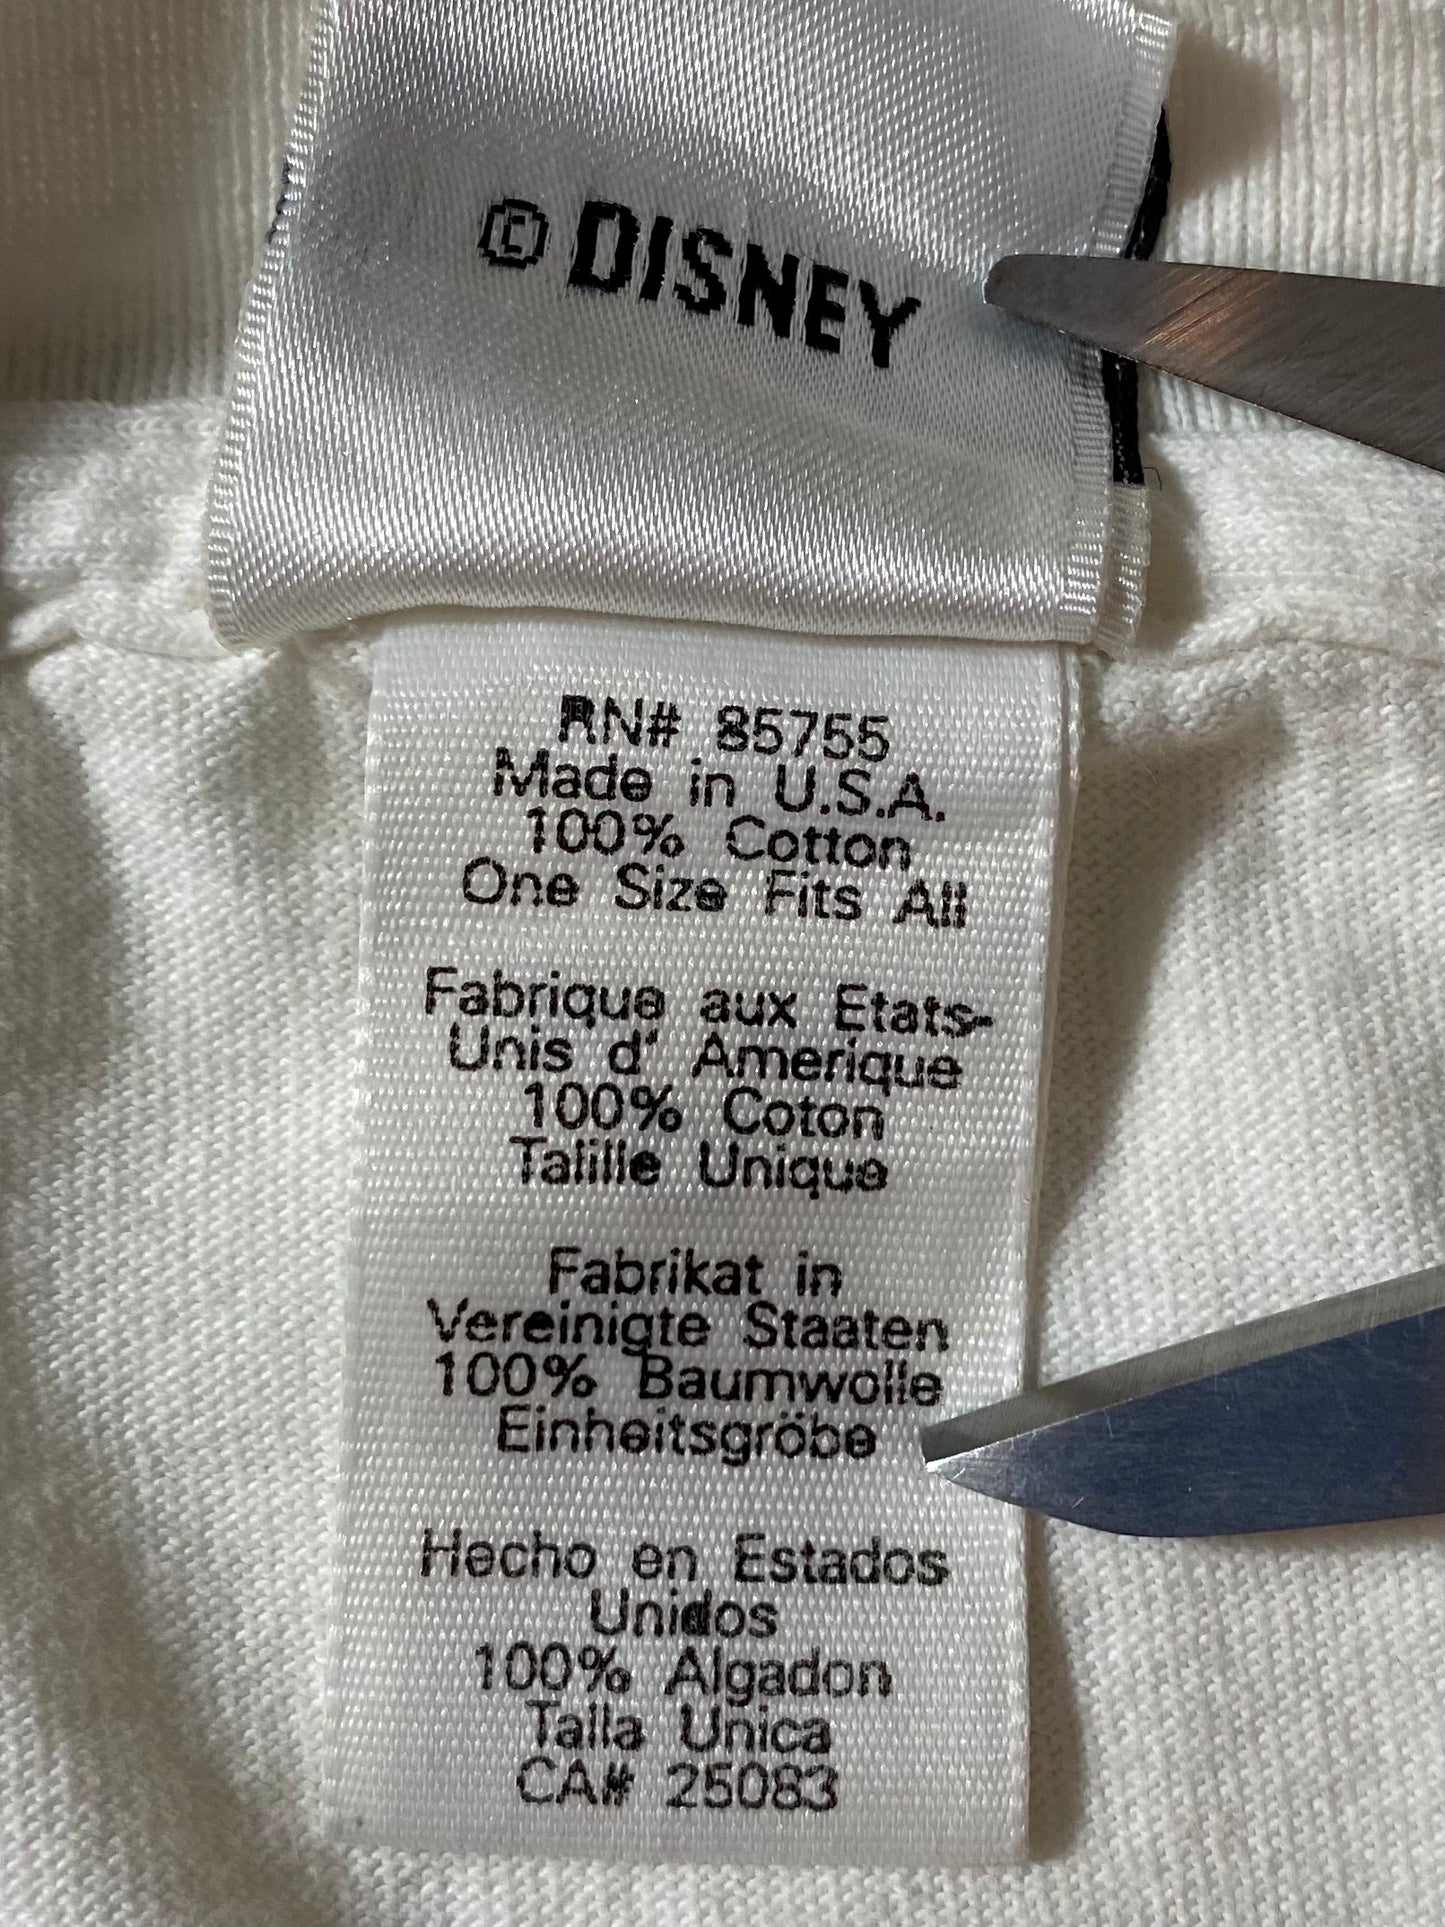 © DISNEY
RN# 85755
Made in U.S.A.
100% Cotton
One Size Fits All
Fabrique aux Etats-
Unis d' Amerique
100% Coton
Talille Unique
Fabrikat in
Vereinigte Staaten
100% Baumwolle
Einheitsgröbe
Hecho en Estados
Unidos
100% Algadon
Talla Unica
CA# 25083